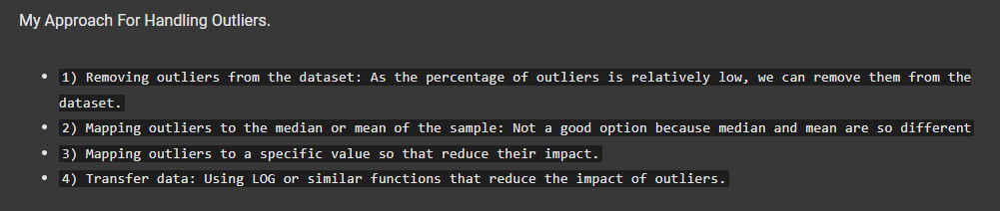 My Approach For Handling Outliers.
• 1) Removing outliers from the dataset: As the percentage of outliers is relatively low, we can remove them from the
dataset.
• 2) Mapping outliers to the median or mean of the sample: Not a good option because median and mean are so different
• 3) Mapping outliers to a specific value so that reduce their impact.
• 4) Transfer data: Using LOG or similar functions that reduce the impact of outliers.